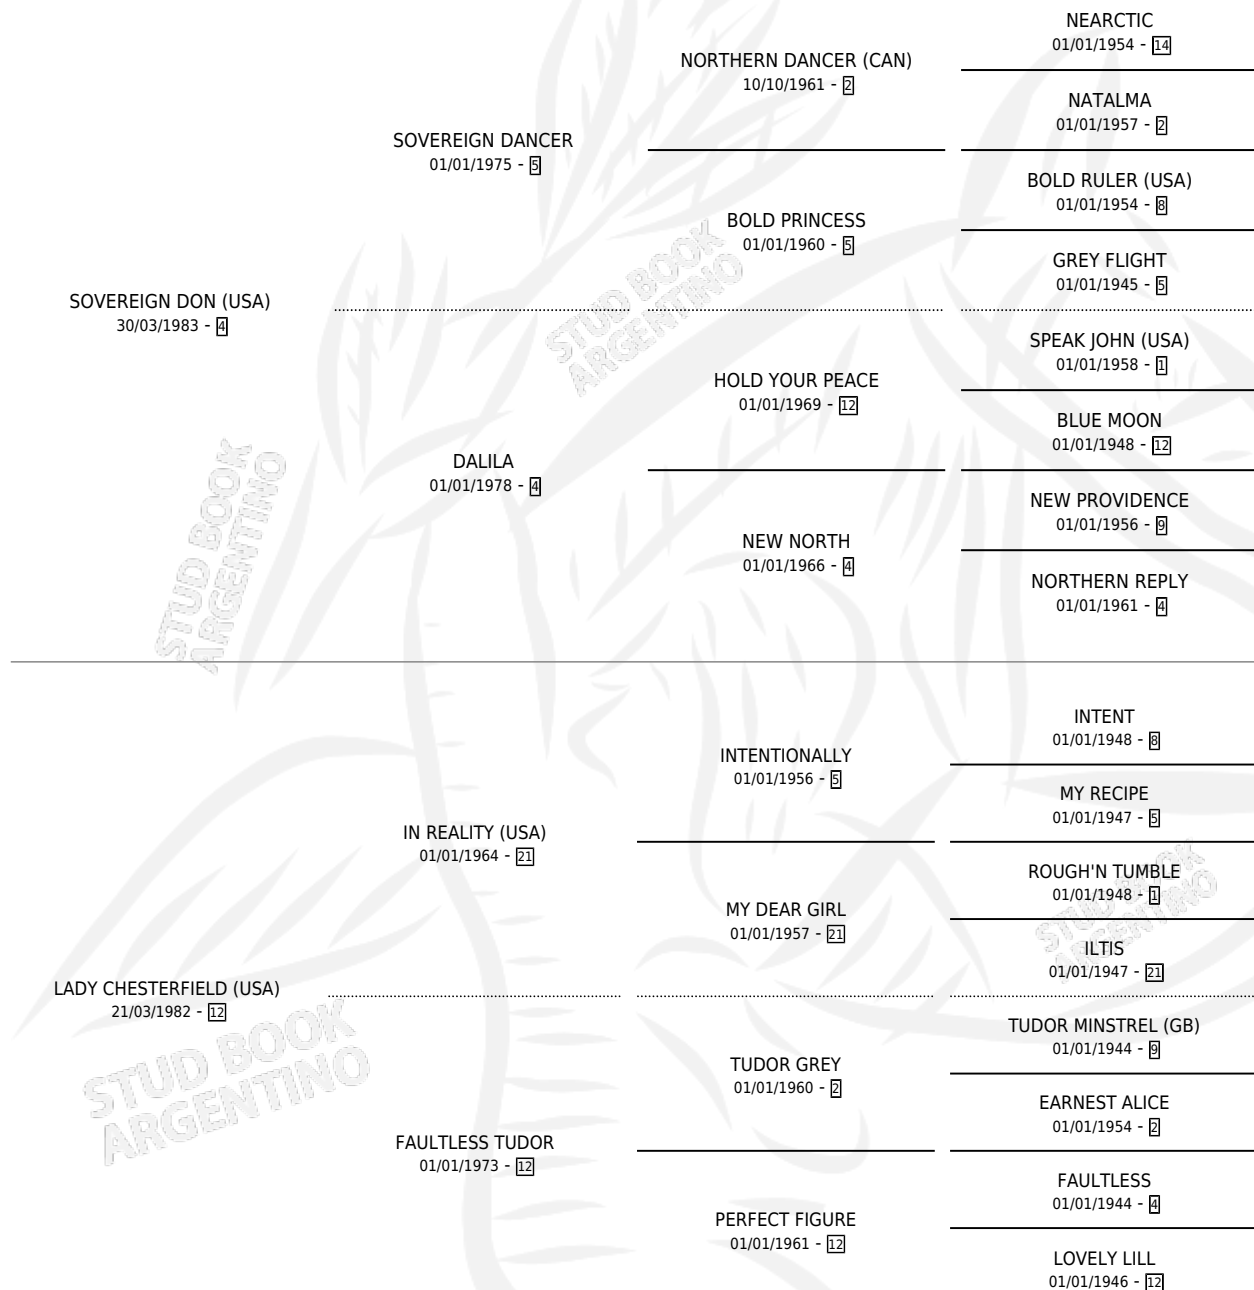 NEARCTIC
01/01/1954 - 14
NORTHERN DANCER (CAN)
10/10/1961 - 2
NATALMA
01/01/1957 - 2
SOVEREIGN DANCER
01/01/1975 - 5
BOLD RULER (USA)
01/01/1954 - 8
BOLD PRINCESS
01/01/1960 - 5
GREY FLIGHT
01/01/1945 - 5
SOVEREIGN DON (USA)
30/03/1983 - 4
SPEAK JOHN (USA)
01/01/1958 - 1
HOLD YOUR PEACE
01/01/1969 - 12
BLUE MOON
01/01/1948 - 12
DALILA
01/01/1978 - 4
NEW PROVIDENCE
01/01/1956 - 9
NEW NORTH
01/01/1966 - 4
NORTHERN REPLY
01/01/1961 - 4
INTENT
01/01/1948 - 8
INTENTIONALLY
01/01/1956 - 5
MY RECIPE
01/01/1947 - 5
IN REALITY (USA)
01/01/1964 - 21
ROUGH'N TUMBLE
01/01/1948 - 1
MY DEAR GIRL
01/01/1957 - 21
ILTIS
01/01/1947 - 21
LADY CHESTERFIELD (USA)
21/03/1982 - 12
TUDOR MINSTREL (GB)
01/01/1944 - 9
TUDOR GREY
01/01/1960 - 2
EARNEST ALICE
01/01/1954 - 2
FAULTLESS TUDOR
01/01/1973 - 12
FAULTLESS
01/01/1944 - 4
PERFECT FIGURE
01/01/1961 - 12
LOVELY LILL
01/01/1946 - 12
STUD BOOK
ARGENTINO
STUD BOOK
ARGENTINO
STUD BOOK
ARGENTINO
STUD BOOK
ARGENTINO